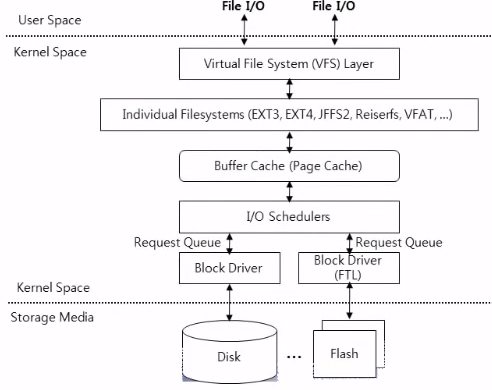 File I/O File I/O
User Space
Kernel Space
Virtual File System (VFS) Layer
Individual Filesystems (EXT3, EXT4, JFFS2, Reiserfs, VFAT, ...)
Buffer Cache (Page Cache)
I/O Schedulers
Request Queue Request Queue
Block Driver
Block Driver
(FTL)
Kernel Space
Storage Media
Disk ... Flash